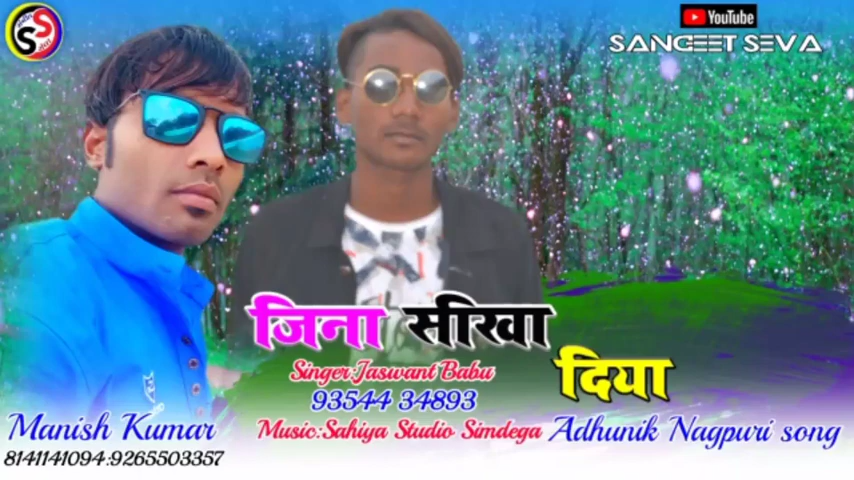 YouTube
SANGEET SEVA
SS
जिना सीखा
दिया
Singer:Jaswant Babu
93544 34893
Music:Sahiya Studio Simdega
Manish Kumar
8141141094:9265503357
Adhunik Nagpuri song